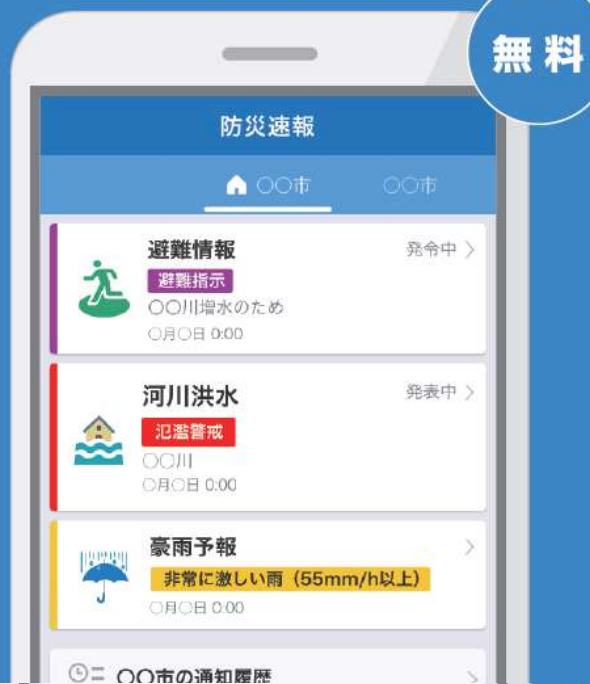 無料
防災速報
〇〇市 〇〇市
避難情報 発令中
避難指示
〇〇川増水のため
〇月〇日 0:00
河川洪水 発表中
氾濫警戒
〇〇川
〇月〇日 0:00
豪雨予報
非常に激しい雨（55mm/h以上）
〇月〇日 0:00
〇〇市の通知履歴